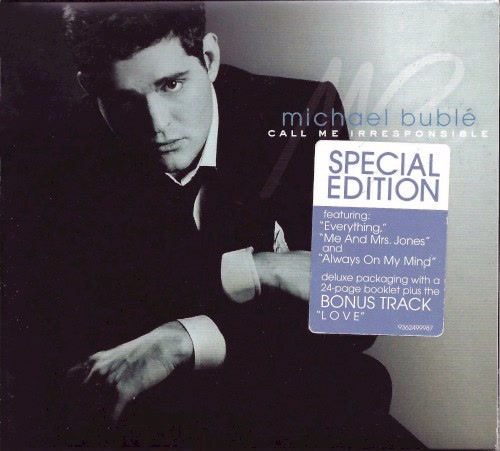 michael bublé
CALL ME IRRESPONSIBLE
SPECIAL
EDITION
featuring:
"Everything,"
"Me And Mrs. Jones"
and
"Always On My Mind"
deluxe packaging with a
24-page booklet plus the
BONUS TRACK
"LOVE"
9362499987